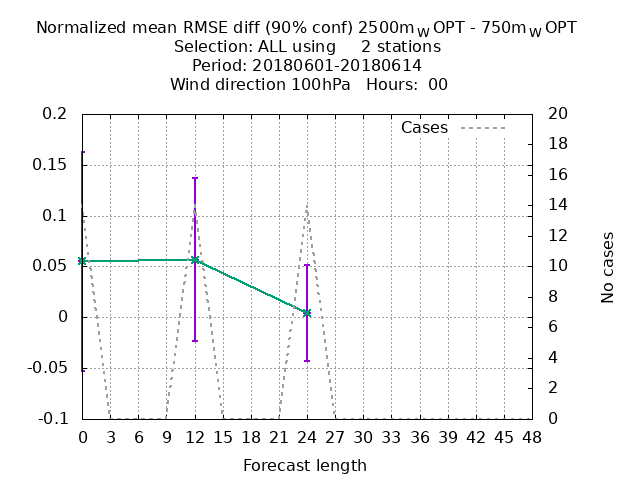 Normalized mean RMSE diff (90% conf) 2500m_W OPT - 750m_W OPT
Selection: ALL using     2 stations
Period: 20180601-20180614
Wind direction 100hPa   Hours:  00
0.2
0.15
0.1
0.05
0
-0.05
-0.1
Cases
20
18
16
14
12
10
8
6
4
2
0
No cases
0 3 6 9 12 15 18 21 24 27 30 33 36 39 42 45 48
Forecast length